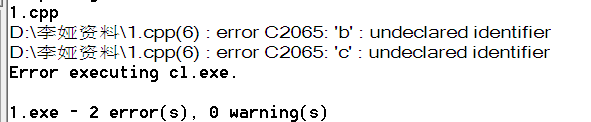 1.cpp
D:\李娅资料\1.cpp(6) : error C2065: 'b' : undeclared identifier
D:\李娅资料\1.cpp(6) : error C2065: 'c' : undeclared identifier
Error executing cl.exe.
1.exe - 2 error(s), 0 warning(s)